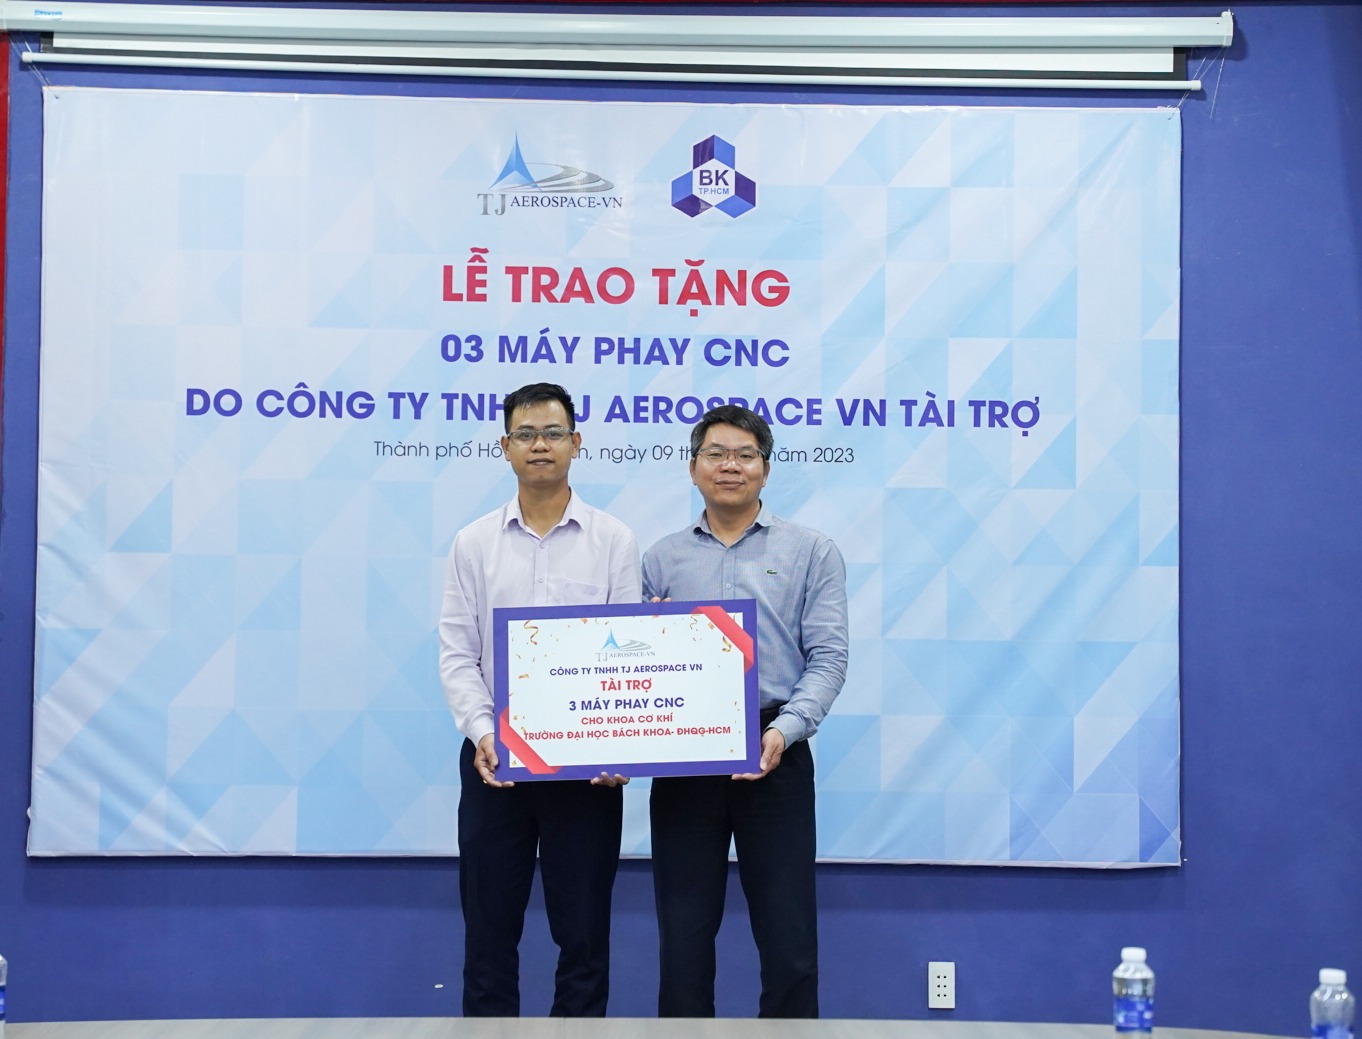 TJ AEROSPACE-VN
BK
TP.HCM
LỄ TRAO TẶNG
03 MÁY PHAY CNC
DO CÔNG TY TNHH TJ AEROSPACE VN TÀI TRỢ
Thành phố Hồ ngày 09 năm 2023
TJ AEROSPACE-VN
CÔNG TY TNHH TJ AEROSPACE VN
TÀI TRỢ
3 MÁY PHAY CNC
CHO KHOA CƠ KHÍ
TRƯỜNG ĐẠI HỌC BÁCH KHOA- ĐHQG-HCM